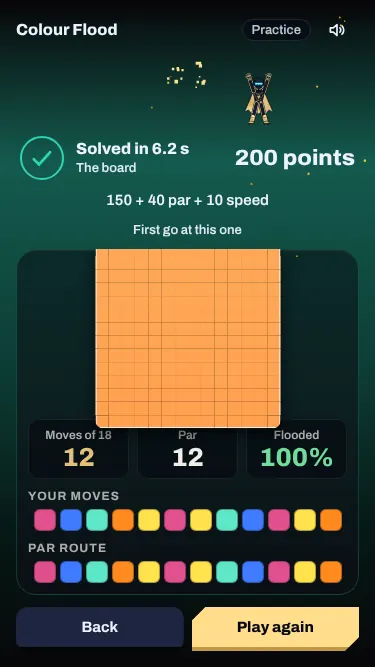 Colour Flood
Practice
Solved in 6.2 s
The board
200 points
150 + 40 par + 10 speed
First go at this one
Moves of 18
Par
Flooded
12
12
100%
YOUR MOVES
PAR ROUTE
Back
Play again